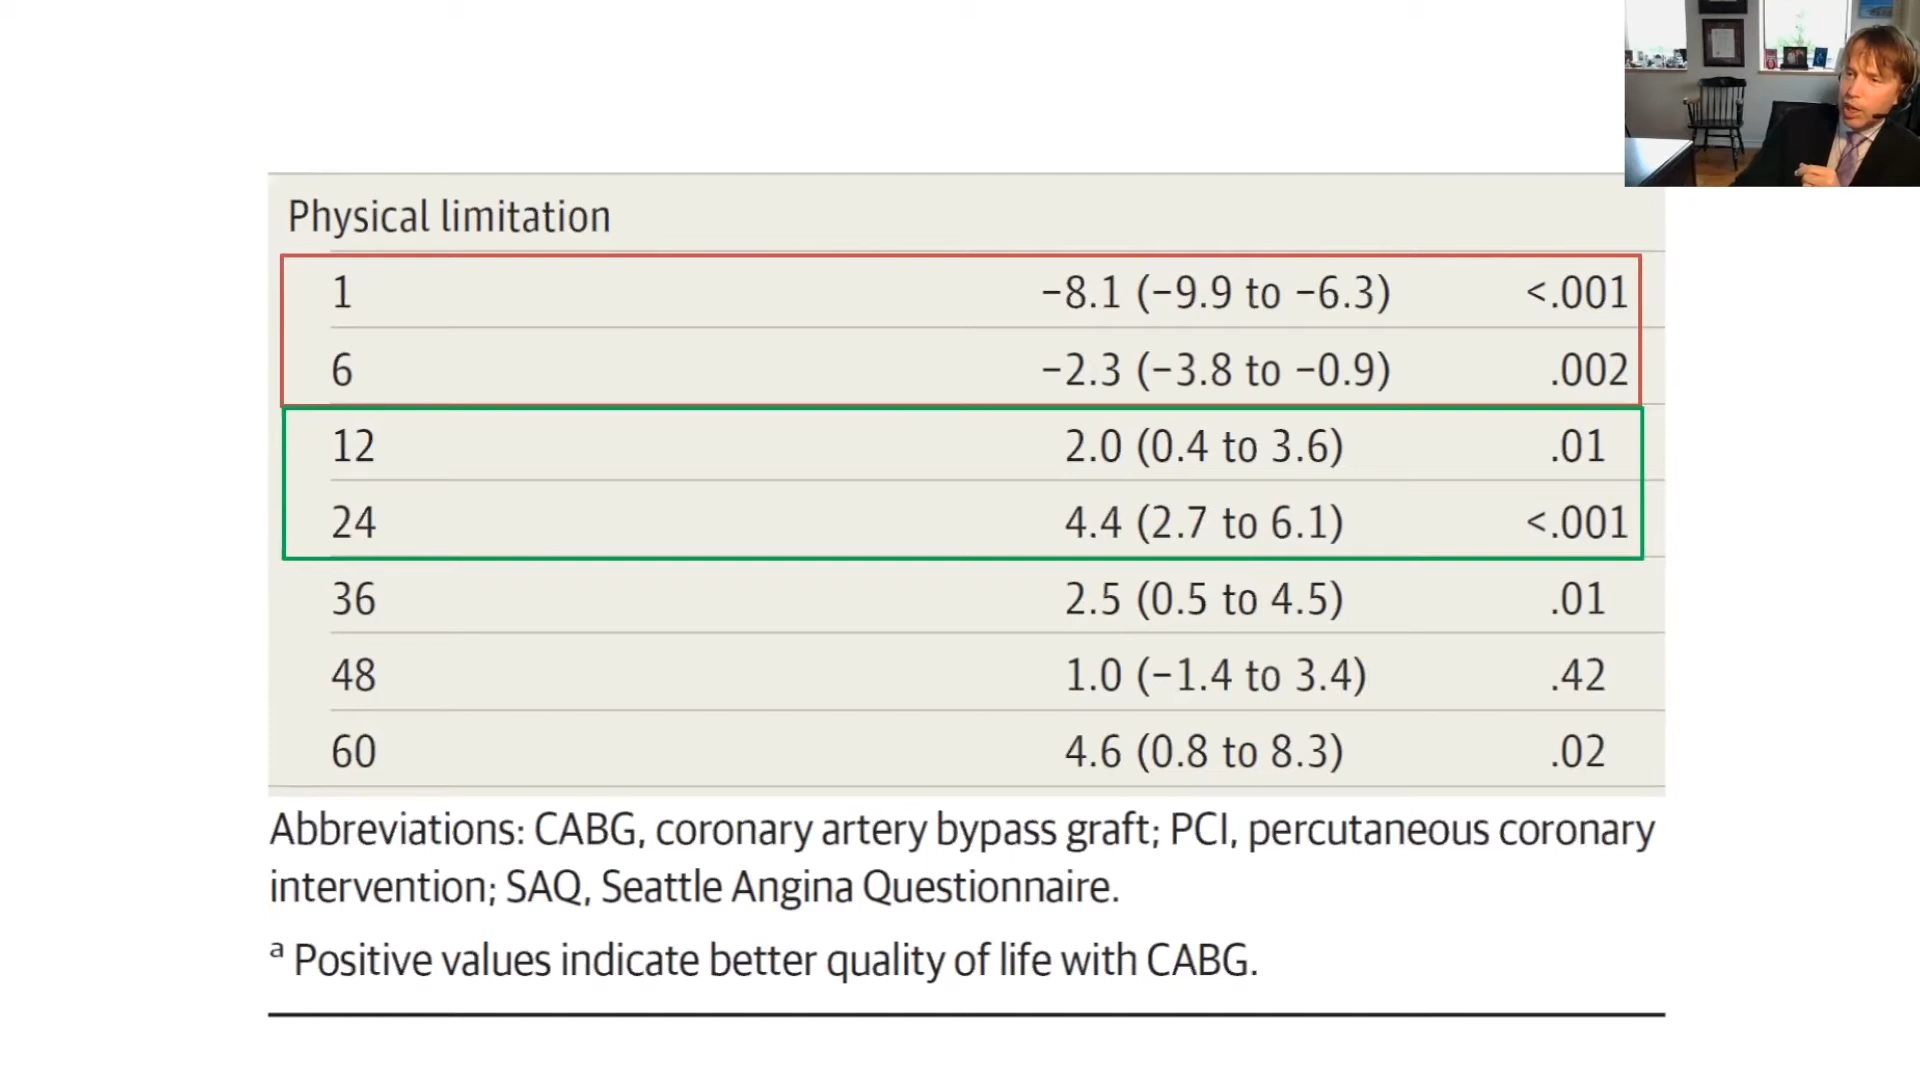 Physical limitation
1 −8.1 (−9.9 to −6.3) <.001
6 −2.3 (−3.8 to −0.9) .002
12 2.0 (0.4 to 3.6) .01
24 4.4 (2.7 to 6.1) <.001
36 2.5 (0.5 to 4.5) .01
48 1.0 (−1.4 to 3.4) .42
60 4.6 (0.8 to 8.3) .02
Abbreviations: CABG, coronary artery bypass graft; PCI, percutaneous coronary
intervention; SAQ, Seattle Angina Questionnaire.
a Positive values indicate better quality of life with CABG.